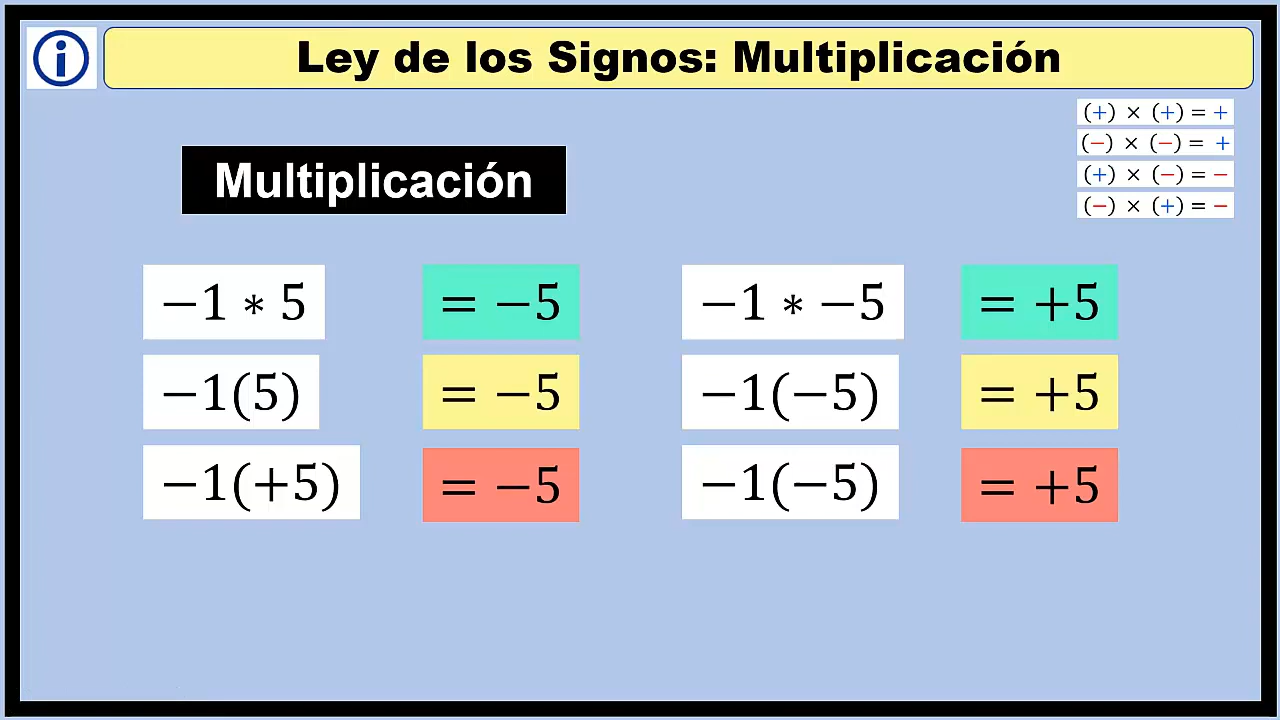 i
Ley de los Signos: Multiplicación
(+) × (+) = +
(−) × (−) = +
(+) × (−) = −
(−) × (+) = −
Multiplicación
−1 ∗ 5 = −5 −1 ∗ −5 = +5
−1(5) = −5 −1(−5) = +5
−1(+5) = −5 −1(−5) = +5